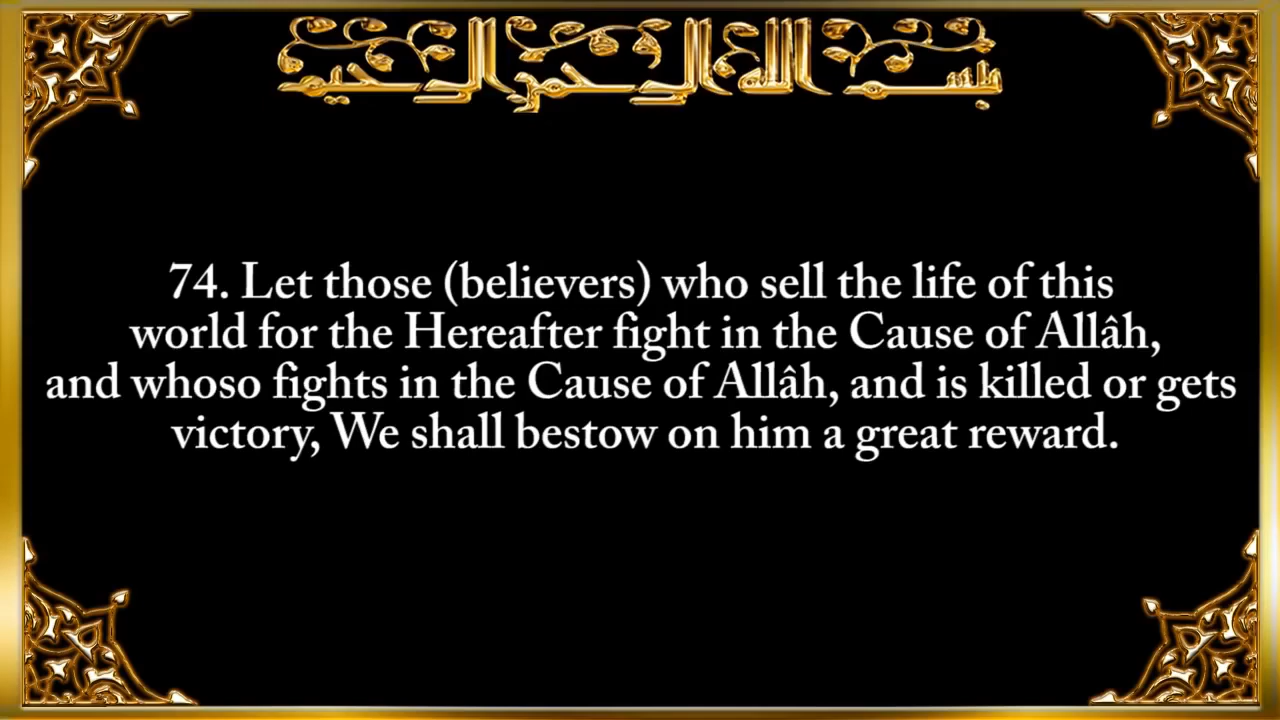 بسم الله الرحمن الرحيم
74. Let those (believers) who sell the life of this
world for the Hereafter fight in the Cause of Allâh,
and whoso fights in the Cause of Allâh, and is killed or gets
victory, We shall bestow on him a great reward.